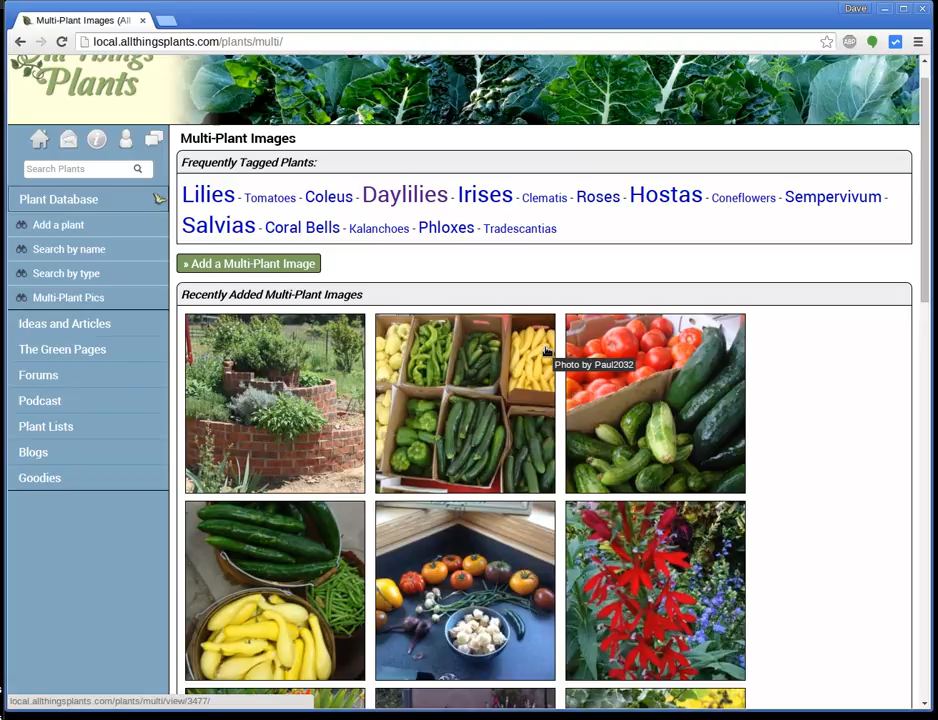 Dave
Multi-Plant Images (All
local.allthingsplants.com/plants/multi/
ABP
All Things
Plants
Search Plants
Plant Database
Add a plant
Search by name
Search by type
Multi-Plant Pics
Ideas and Articles
The Green Pages
Forums
Podcast
Plant Lists
Blogs
Goodies
Multi-Plant Images
Frequently Tagged Plants:
Lilies - Tomatoes - Coleus - Daylilies - Irises - Clematis - Roses - Hostas - Coneflowers - Sempervivum -
Salvias - Coral Bells - Kalanchoes - Phloxes - Tradescantias
» Add a Multi-Plant Image
Recently Added Multi-Plant Images
Photo by Paul2032
local.allthingsplants.com/plants/multi/view/3477/